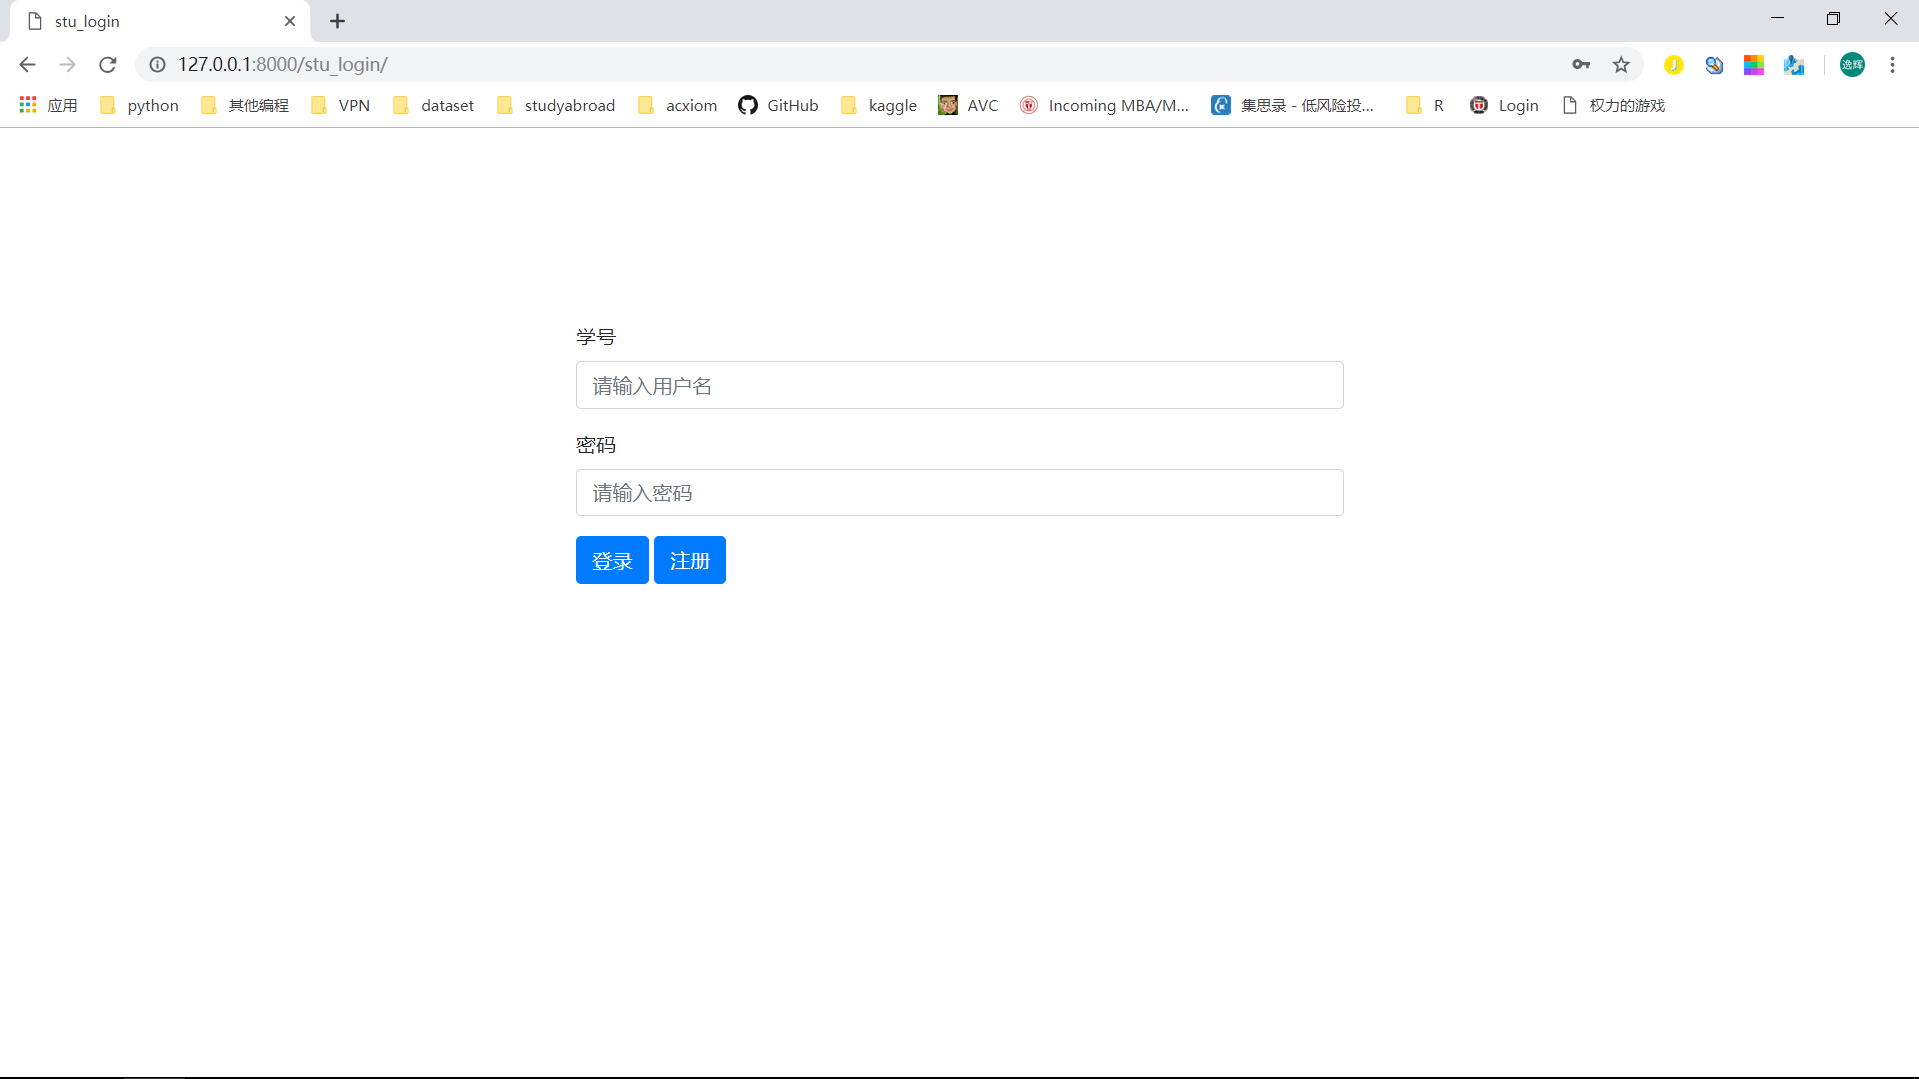 stu_login
127.0.0.1:8000/stu_login/
逸辉
应用 python 其他编程 VPN dataset studyabroad acxiom GitHub kaggle AVC Incoming MBA/M... 集思录 - 低风险投... R Login 权力的游戏
学号
请输入用户名
密码
请输入密码
登录 注册